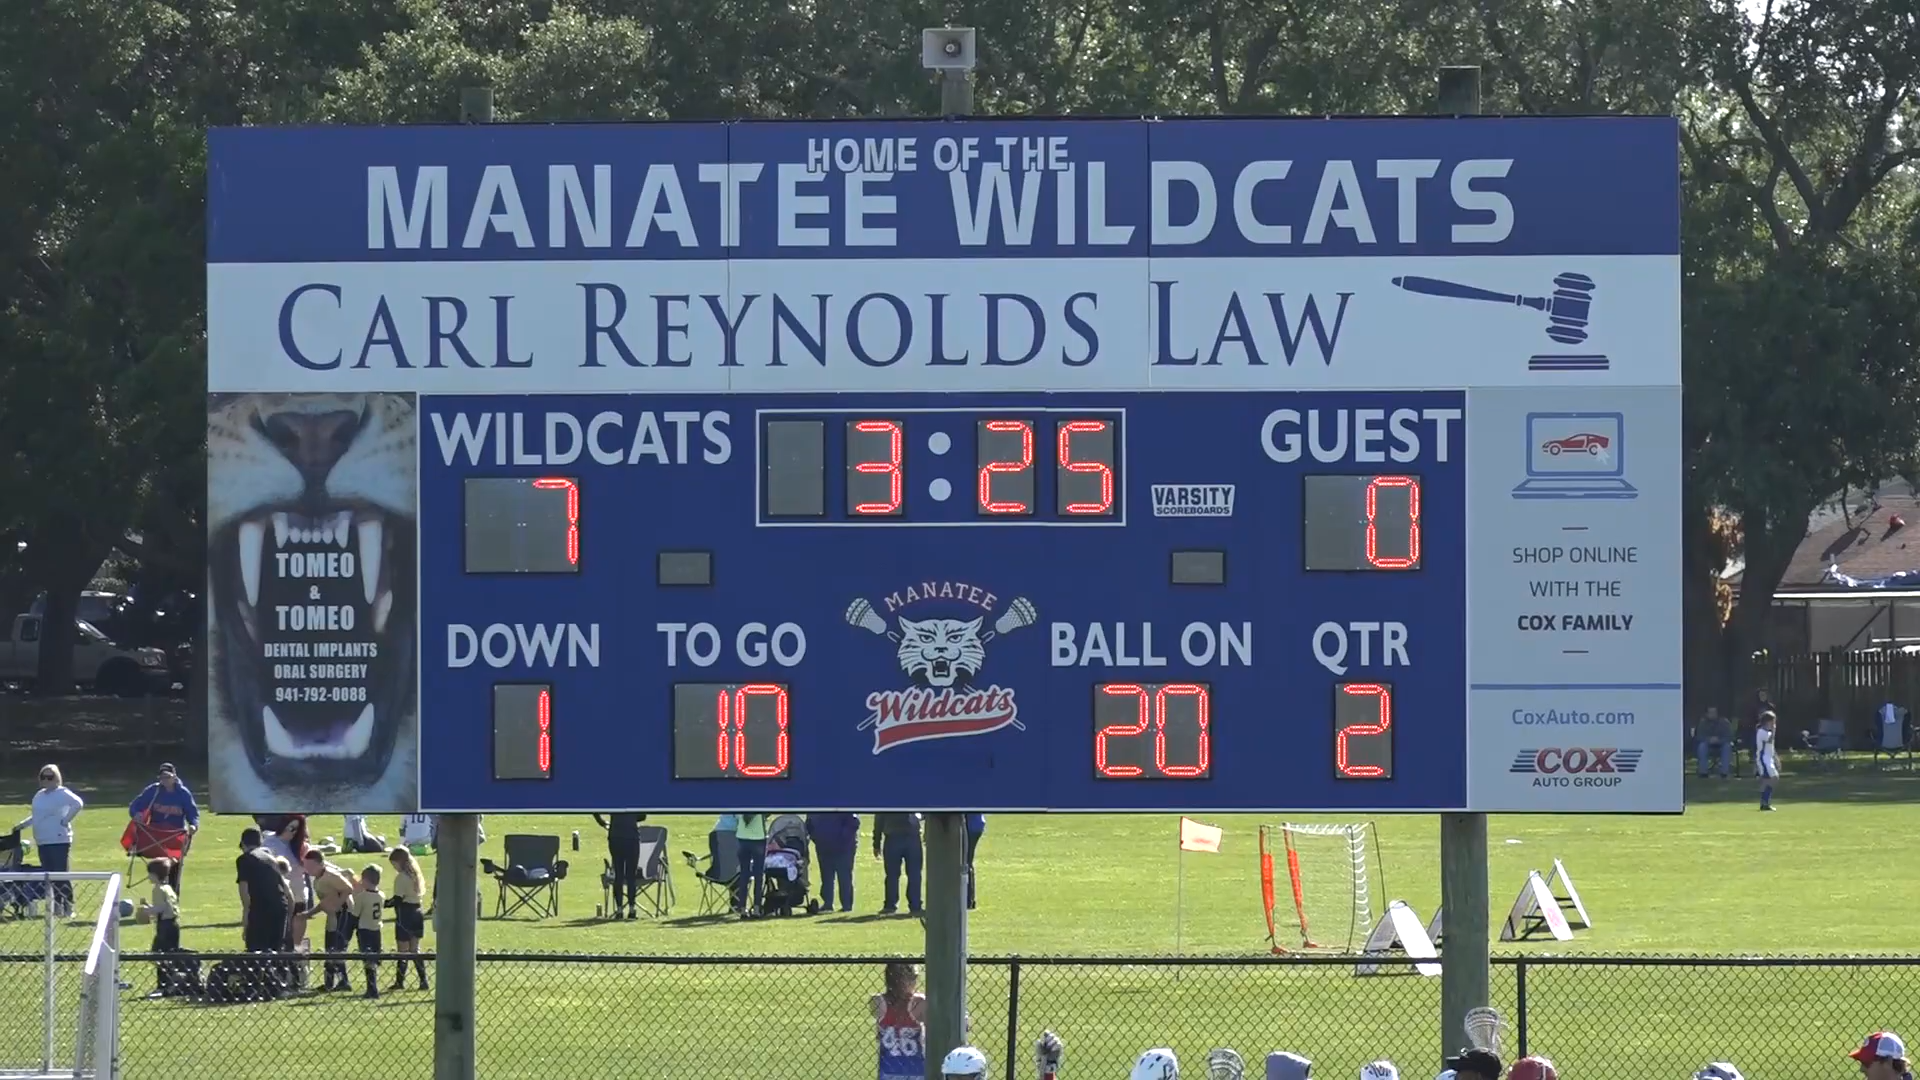 HOME OF THE
MANATEE WILDCATS
CARL REYNOLDS LAW
WILDCATS
3:25
GUEST
7
VARSITY
SCOREBOARDS
0
DOWN
TO GO
BALL ON
QTR
1
10
20
2
MANATEE
Wildcats
TOMEO
&
TOMEO
DENTAL IMPLANTS
ORAL SURGERY
941-792-0088
SHOP ONLINE
WITH THE
COX FAMILY
CoxAuto.com
COX
AUTO GROUP
2
46